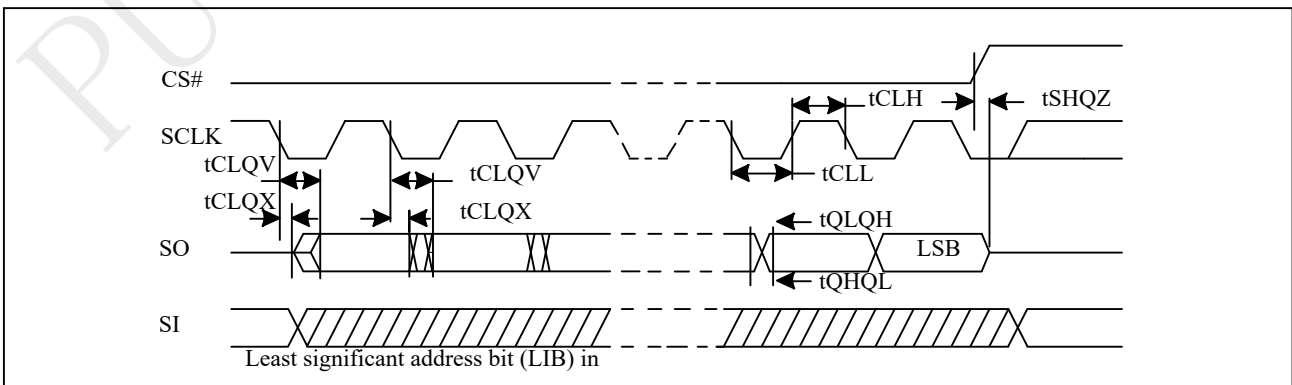 PU
CS#
tCLH
tSHQZ
SCLK
tCLQV
tCLQV
tCLL
tCLQX
tCLQX
tQLQH
SO
LSB
tQHQL
SI
Least significant address bit (LIB) in